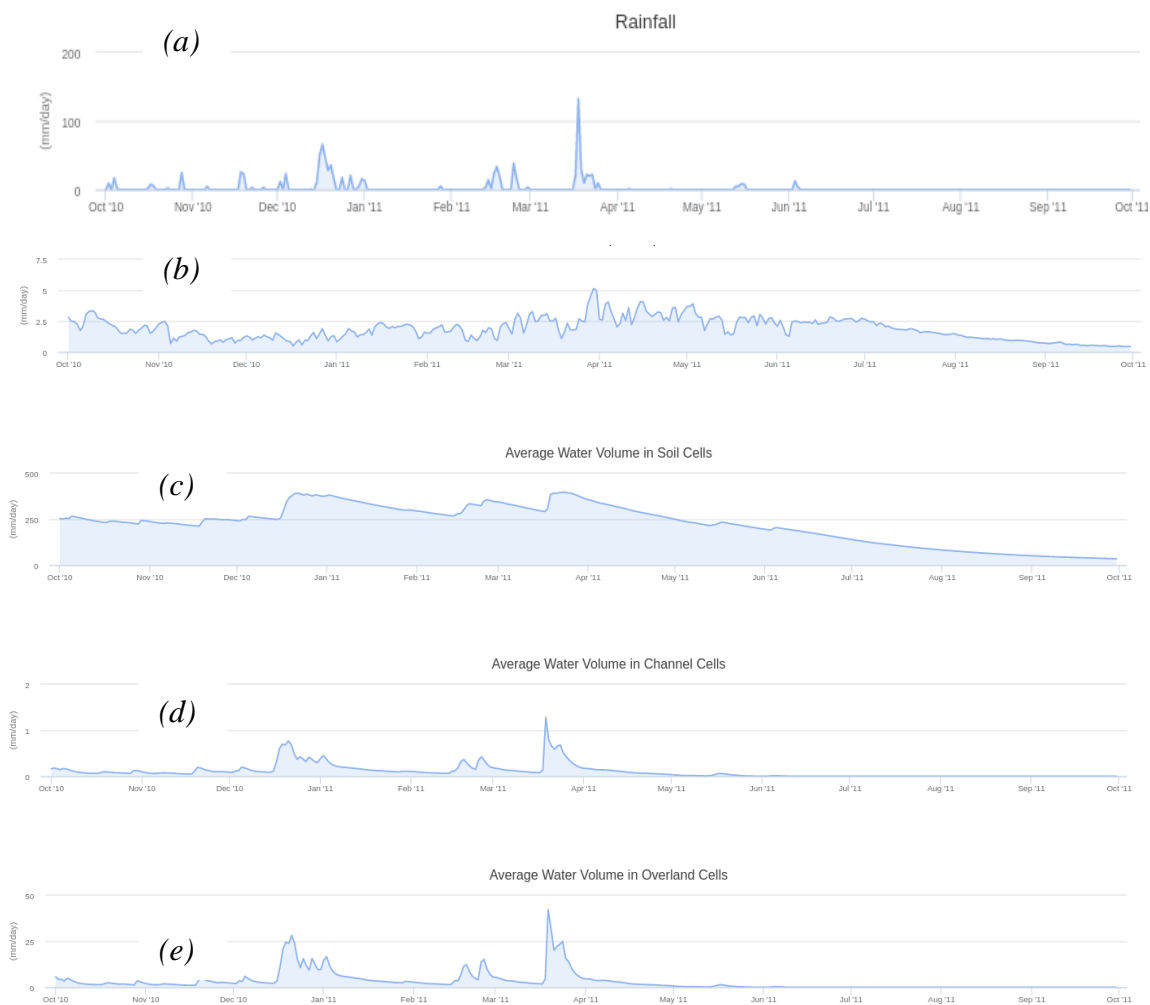 Rainfall
(a)
200
100
0
(mm/day)
Oct '10 Nov '10 Dec '10 Jan '11 Feb '11 Mar '11 Apr '11 May '11 Jun '11 Jul '11 Aug '11 Sep '11 Oct '11
(b)
7.5
5
2.5
0
(mm/day)
Oct '10 Nov '10 Dec '10 Jan '11 Feb '11 Mar '11 Apr '11 May '11 Jun '11 Jul '11 Aug '11 Sep '11 Oct '11
Average Water Volume in Soil Cells
(c)
500
250
0
(mm/day)
Oct '10 Nov '10 Dec '10 Jan '11 Feb '11 Mar '11 Apr '11 May '11 Jun '11 Jul '11 Aug '11 Sep '11 Oct '11
Average Water Volume in Channel Cells
(d)
2
1
0
(mm/day)
Oct '10 Nov '10 Dec '10 Jan '11 Feb '11 Mar '11 Apr '11 May '11 Jun '11 Jul '11 Aug '11 Sep '11 Oct '11
Average Water Volume in Overland Cells
(e)
50
25
0
(mm/day)
Oct '10 Nov '10 Dec '10 Jan '11 Feb '11 Mar '11 Apr '11 May '11 Jun '11 Jul '11 Aug '11 Sep '11 Oct '11